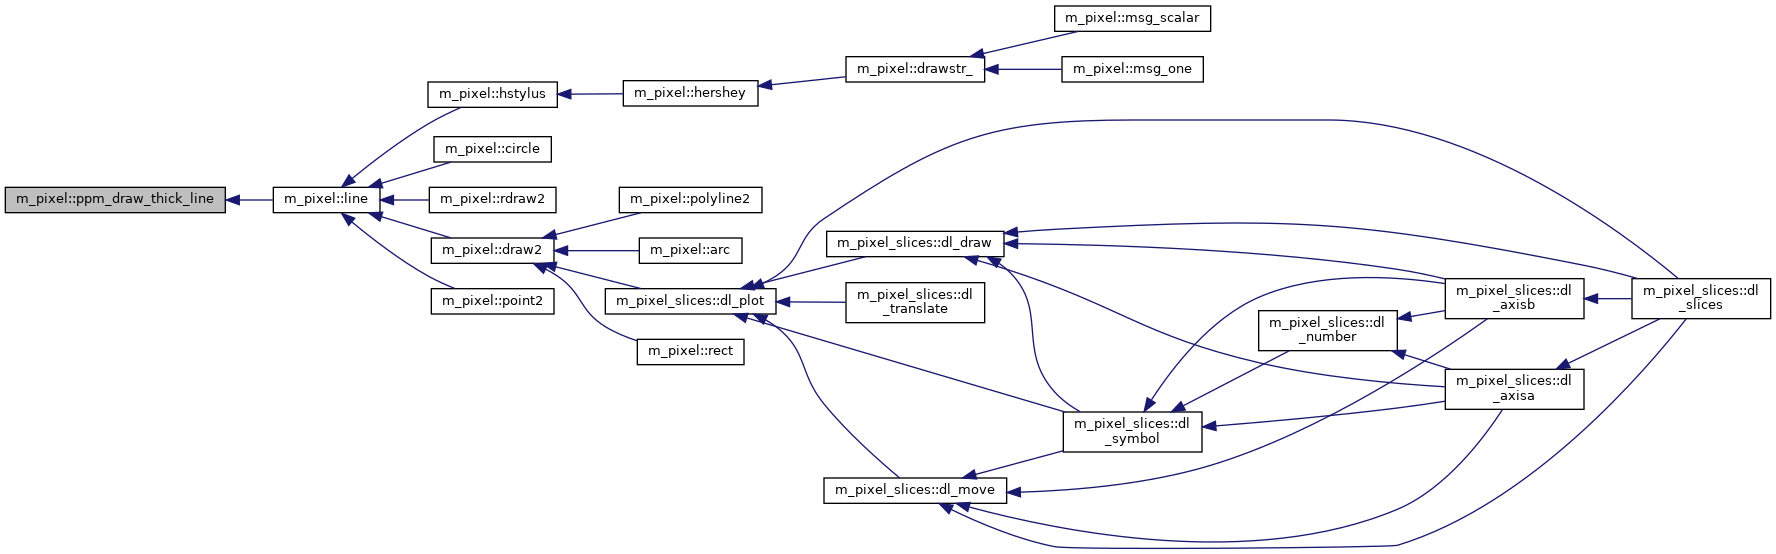 m_pixel::msg_scalar
m_pixel::drawstr_
m_pixel::msg_one
m_pixel::hstylus
m_pixel::hershey
m_pixel::circle
m_pixel::ppm_draw_thick_line
m_pixel::line
m_pixel::rdraw2
m_pixel::polyline2
m_pixel::draw2
m_pixel::arc
m_pixel_slices::dl_draw
m_pixel::point2
m_pixel_slices::dl_plot
m_pixel_slices::dl
_translate
m_pixel::rect
m_pixel_slices::dl
_number
m_pixel_slices::dl
_axisb
m_pixel_slices::dl
_slices
m_pixel_slices::dl
_axisa
m_pixel_slices::dl
_symbol
m_pixel_slices::dl_move